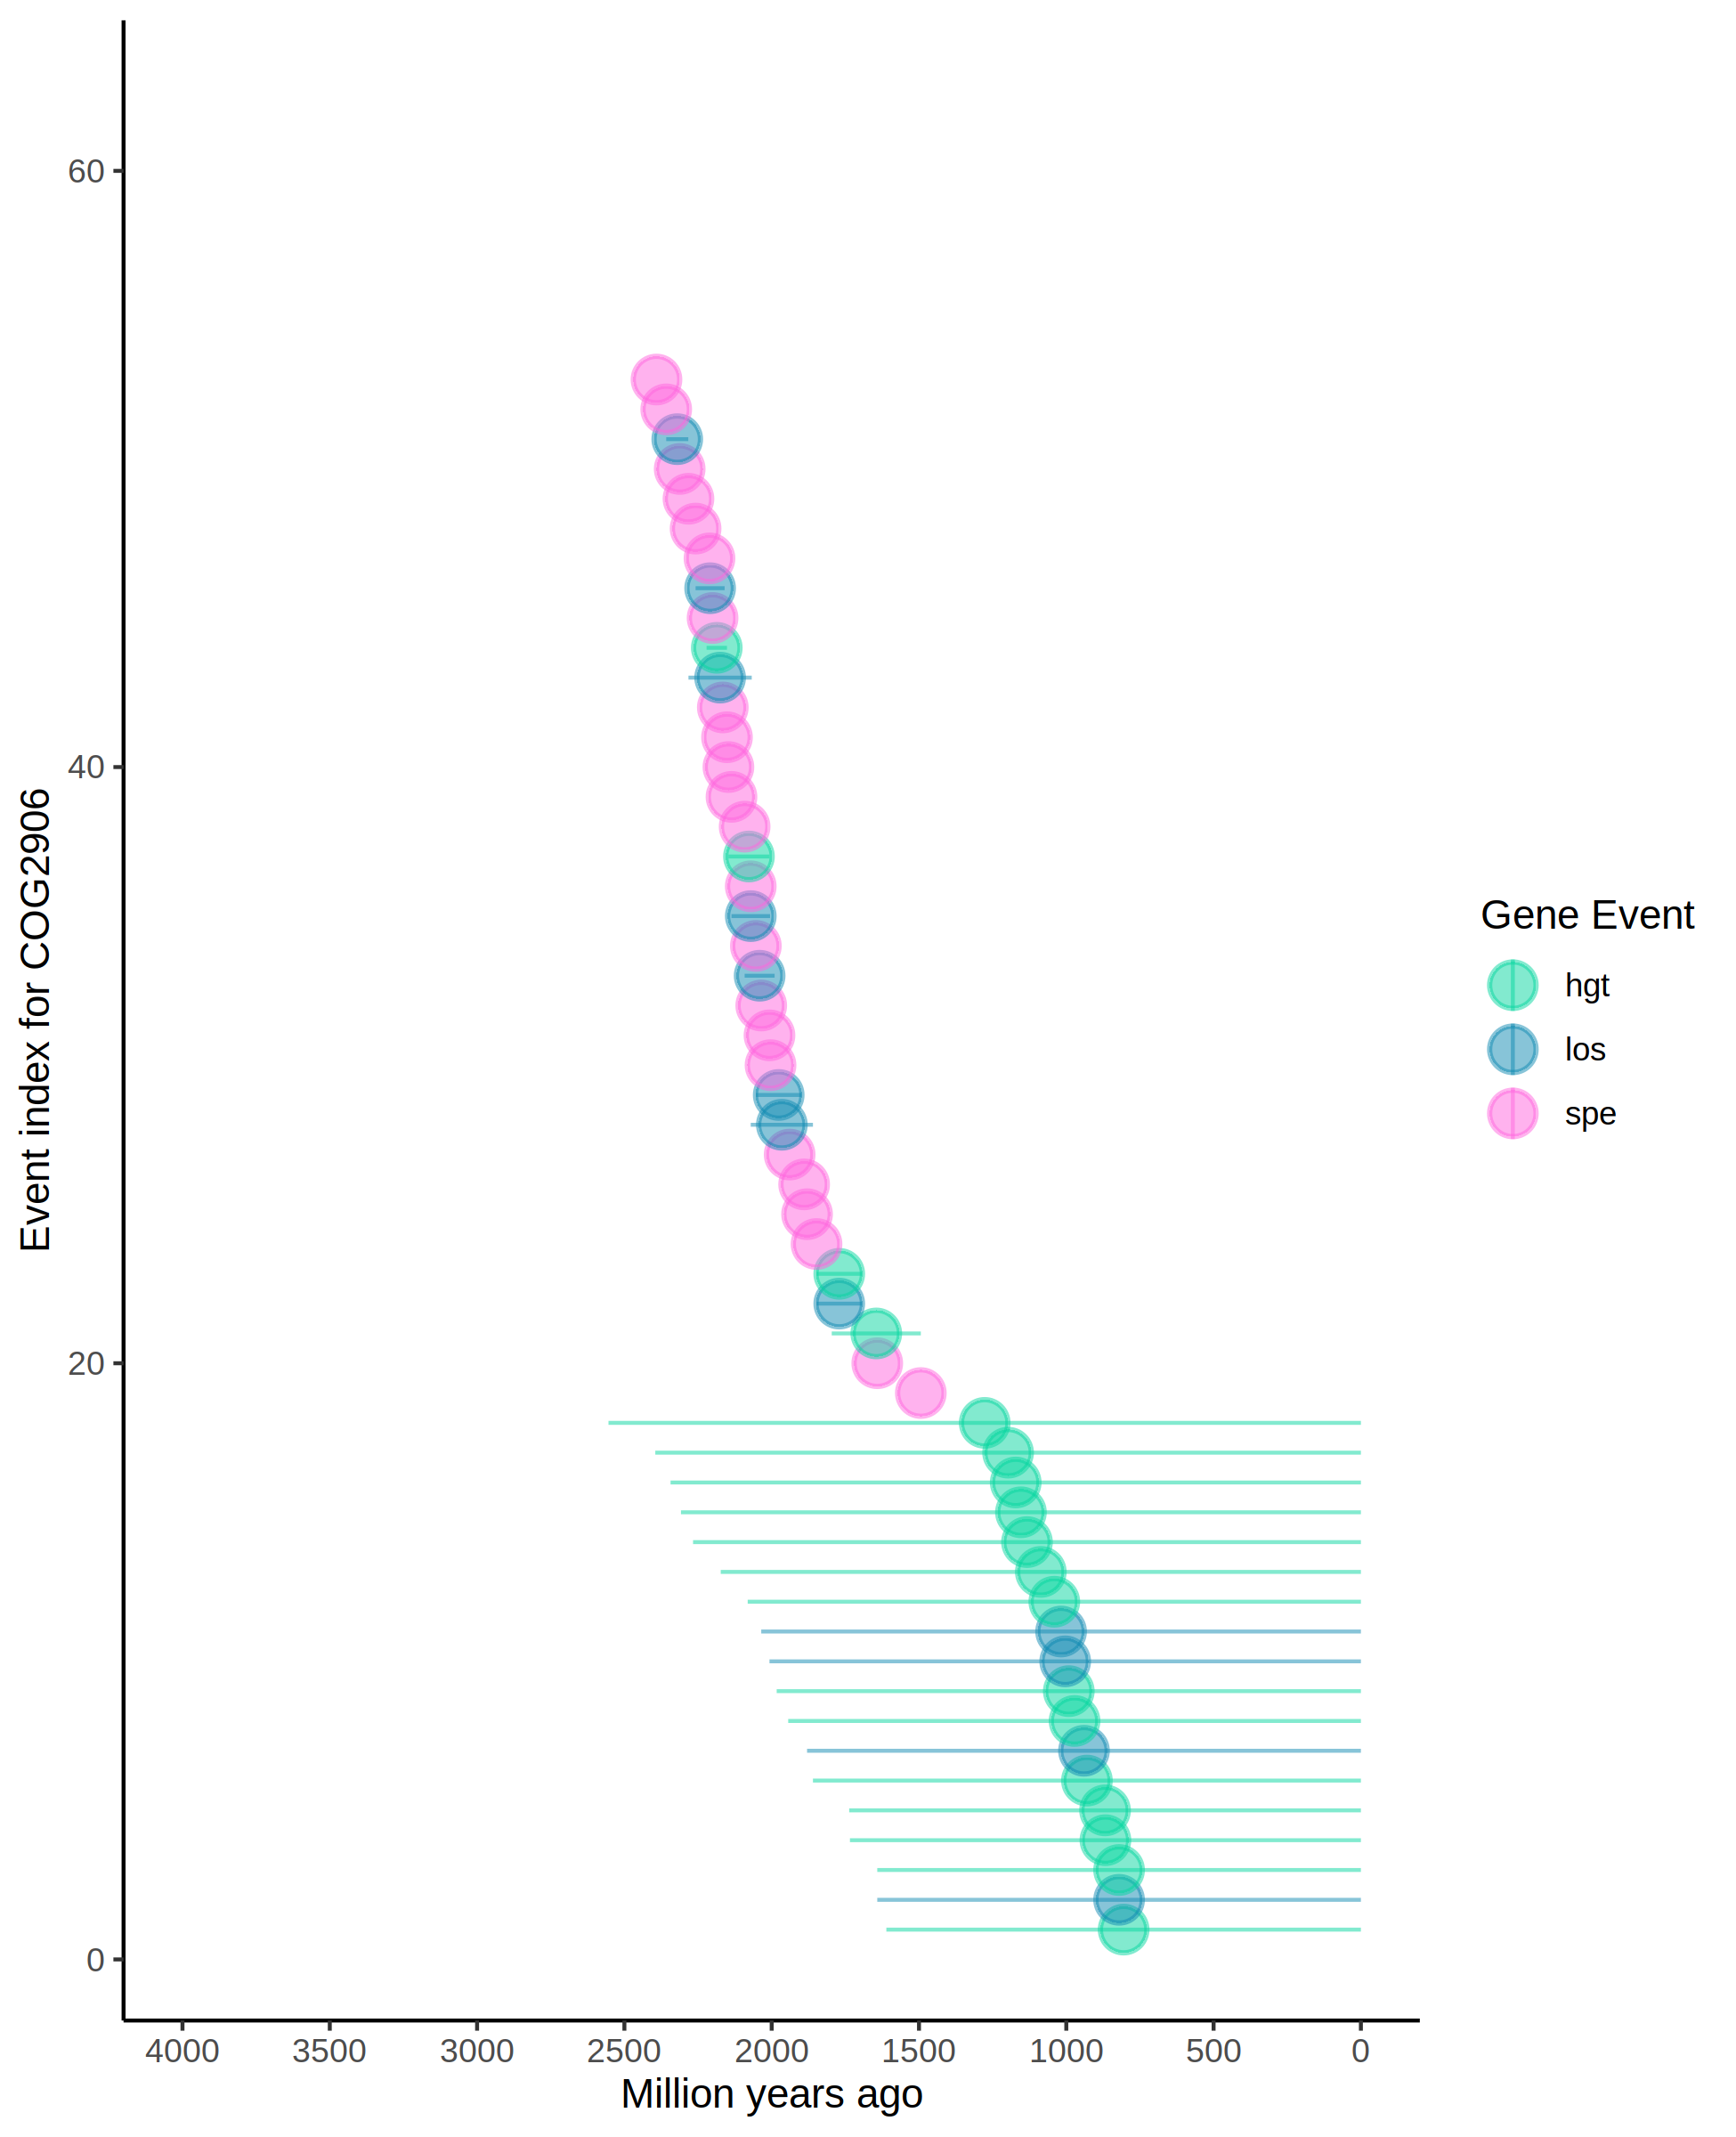 60
40
20
0
Event index for COG2906
4000 3500 3000 2500 2000 1500 1000 500 0
Million years ago
Gene Event
hgt
los
spe